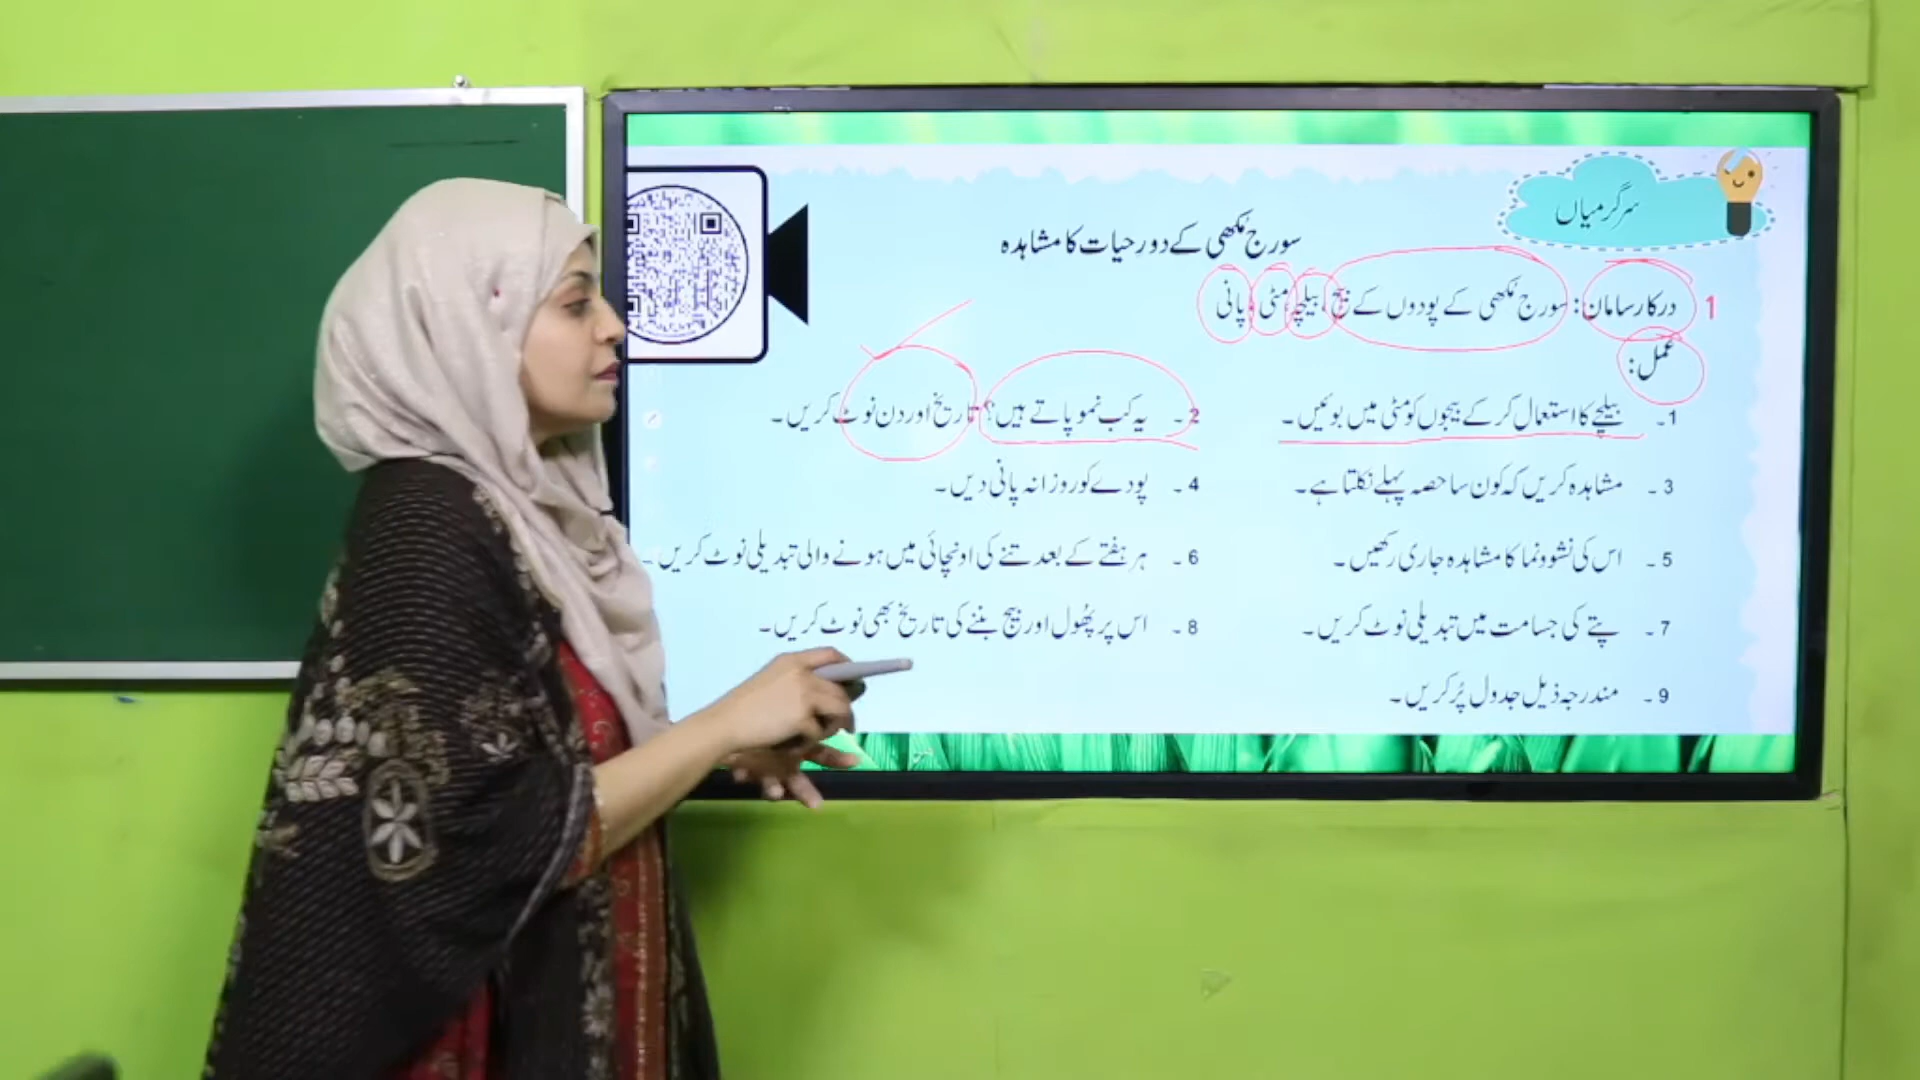 سرگرمیاں
سورج مُکھی کے دورِ حیات کا مشاہدہ
1 درکار سامان: سورج مُکھی کے پودوں کے بیج، بیلچہ، مٹی، پانی
عمل:
1۔ بیلچے کا استعمال کر کے بیجوں کو مٹی میں بوئیں۔
2۔ یہ کب نمو پاتے ہیں؟ تاریخ اور دن نوٹ کریں۔
3۔ مشاہدہ کریں کہ کون سا حصہ پہلے نکلتا ہے۔
4۔ پودے کو روزانہ پانی دیں۔
5۔ اس کی نشوونما کا مشاہدہ جاری رکھیں۔
6۔ ہر ہفتے کے بعد تنے کی اونچائی میں ہونے والی تبدیلی نوٹ کریں۔
7۔ پتے کی جسامت میں تبدیلی نوٹ کریں۔
8۔ اس پر پھُول اور بیج بننے کی تاریخ بھی نوٹ کریں۔
9۔ مندرجہ ذیل جدول پُر کریں۔